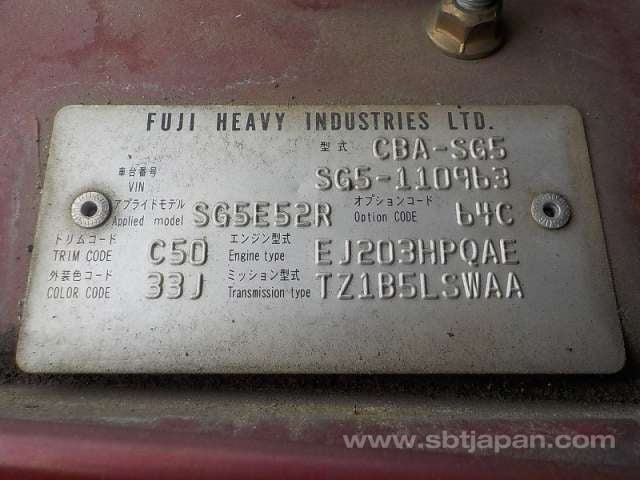 FUJI HEAVY INDUSTRIES LTD.
型式 CBA-SG5
車台番号 VIN SG5-110963
アプライドモデル Applied model SG5E52R オプションコード Option CODE 64C
トリムコード TRIM CODE C50 エンジン型式 Engine type EJ203HPQAE
外装色コード COLOR CODE 33J ミッション型式 Transmission type TZ1B5LSWAA
www.sbtjapan.com